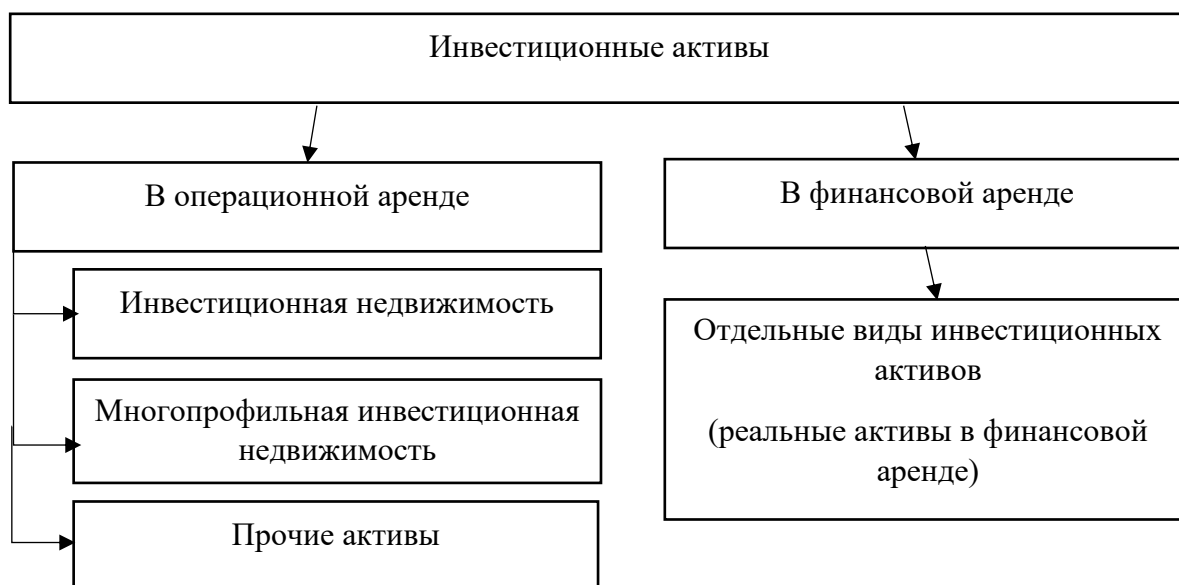 Инвестиционные активы
В операционной аренде
В финансовой аренде
Инвестиционная недвижимость
Многопрофильная инвестиционная
недвижимость
Прочие активы
Отдельные виды инвестиционных
активов
(реальные активы в финансовой
аренде)